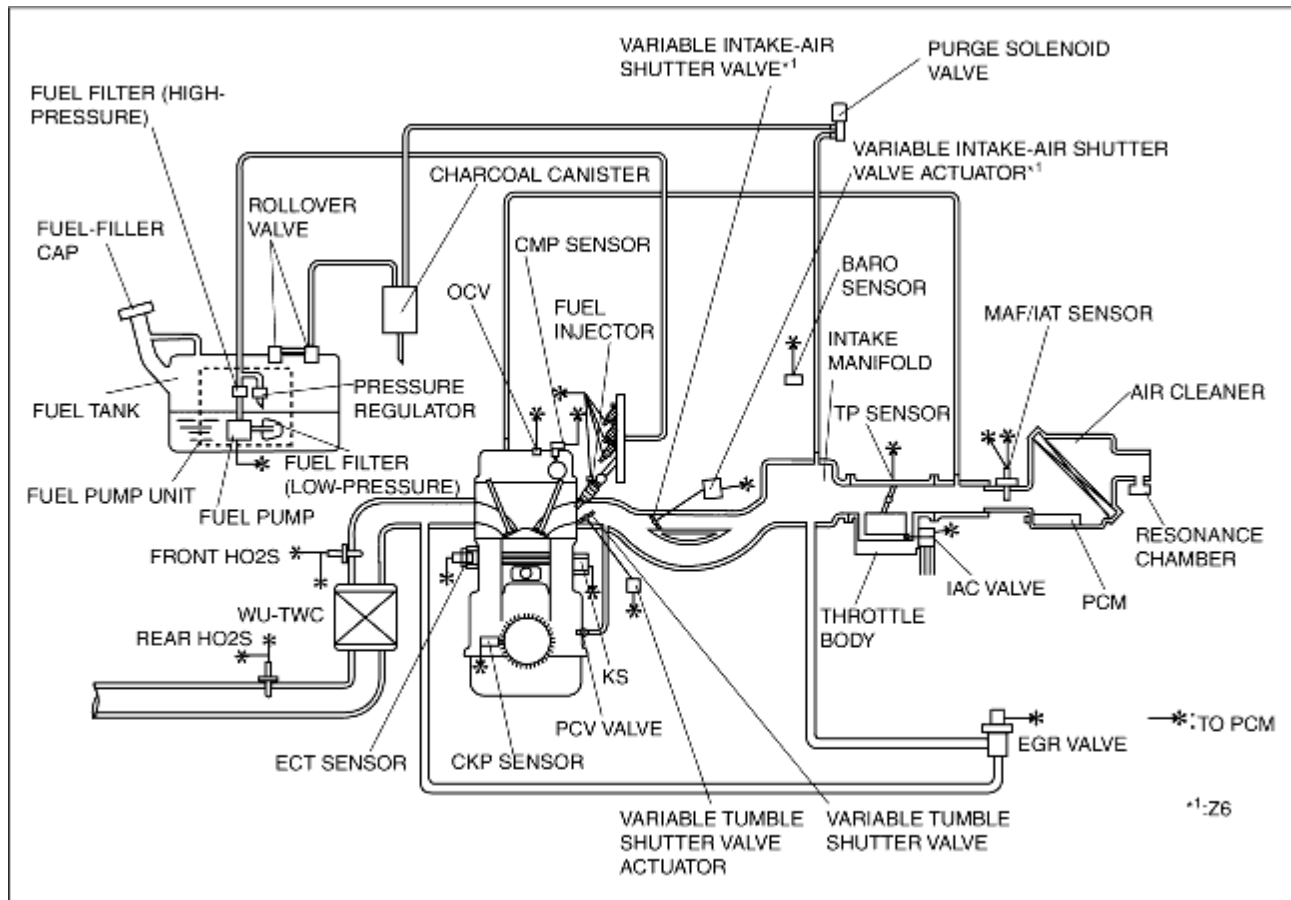 VARIABLE INTAKE-AIR
SHUTTER VALVE*1
PURGE SOLENOID
VALVE
FUEL FILTER (HIGH-
PRESSURE)
VARIABLE INTAKE-AIR SHUTTER
VALVE ACTUATOR*1
CHARCOAL CANISTER
ROLLOVER
VALVE
FUEL-FILLER
CAP
CMP SENSOR
BARO
SENSOR
OCV
FUEL
INJECTOR
MAF/IAT SENSOR
INTAKE
MANIFOLD
AIR CLEANER
PRESSURE
REGULATOR
FUEL TANK
TP SENSOR
FUEL FILTER
(LOW-PRESSURE)
FUEL PUMP UNIT
FUEL PUMP
RESONANCE
CHAMBER
FRONT HO2S
IAC VALVE
PCM
WU-TWC
THROTTLE
BODY
REAR HO2S
KS
PCV VALVE
ECT SENSOR
CKP SENSOR
EGR VALVE
*:TO PCM
*1:Z6
VARIABLE TUMBLE
SHUTTER VALVE
ACTUATOR
VARIABLE TUMBLE
SHUTTER VALVE